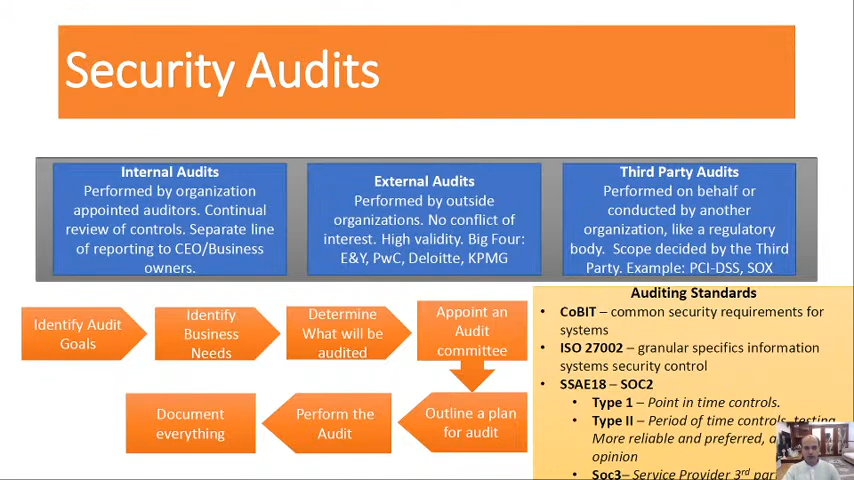 Security Audits
Internal Audits
Performed by organization
appointed auditors. Continual
review of controls. Separate line
of reporting to CEO/Business
owners.
External Audits
Performed by outside
organizations. No conflict of
interest. High validity. Big Four:
E&Y, PwC, Deloitte, KPMG
Third Party Audits
Performed on behalf or
conducted by another
organization, like a regulatory
body. Scope decided by the Third
Party. Example: PCI-DSS, SOX
Identify Audit
Goals
Identify
Business
Needs
Determine
What will be
audited
Appoint an
Audit
committee
Outline a plan
for audit
Perform the
Audit
Document
everything
Auditing Standards
• CoBIT – common security requirements for
systems
• ISO 27002 – granular specifics information
systems security control
• SSAE18 – SOC2
• Type 1 – Point in time controls.
• Type II – Period of time controls, testing
More reliable and preferred, a
opinion
• Soc3– Service Provider 3rd